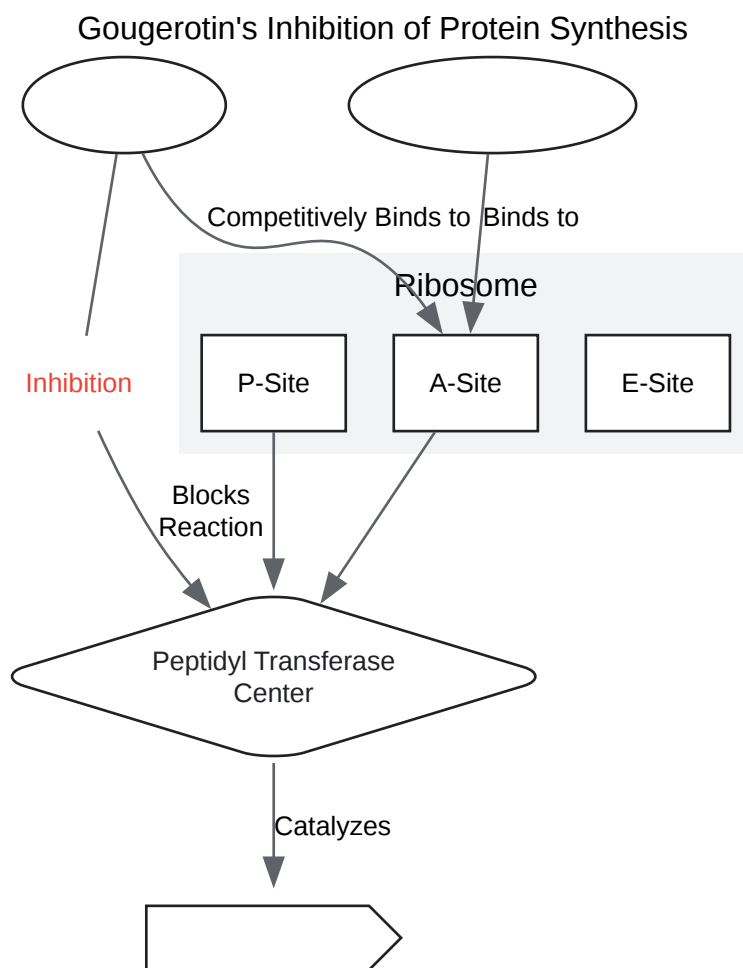 Gougerotin's Inhibition of Protein Synthesis
Competitively Binds to
Binds to
Ribosome
P-Site
A-Site
E-Site
Inhibition
Blocks
Reaction
Peptidyl Transferase
Center
Catalyzes